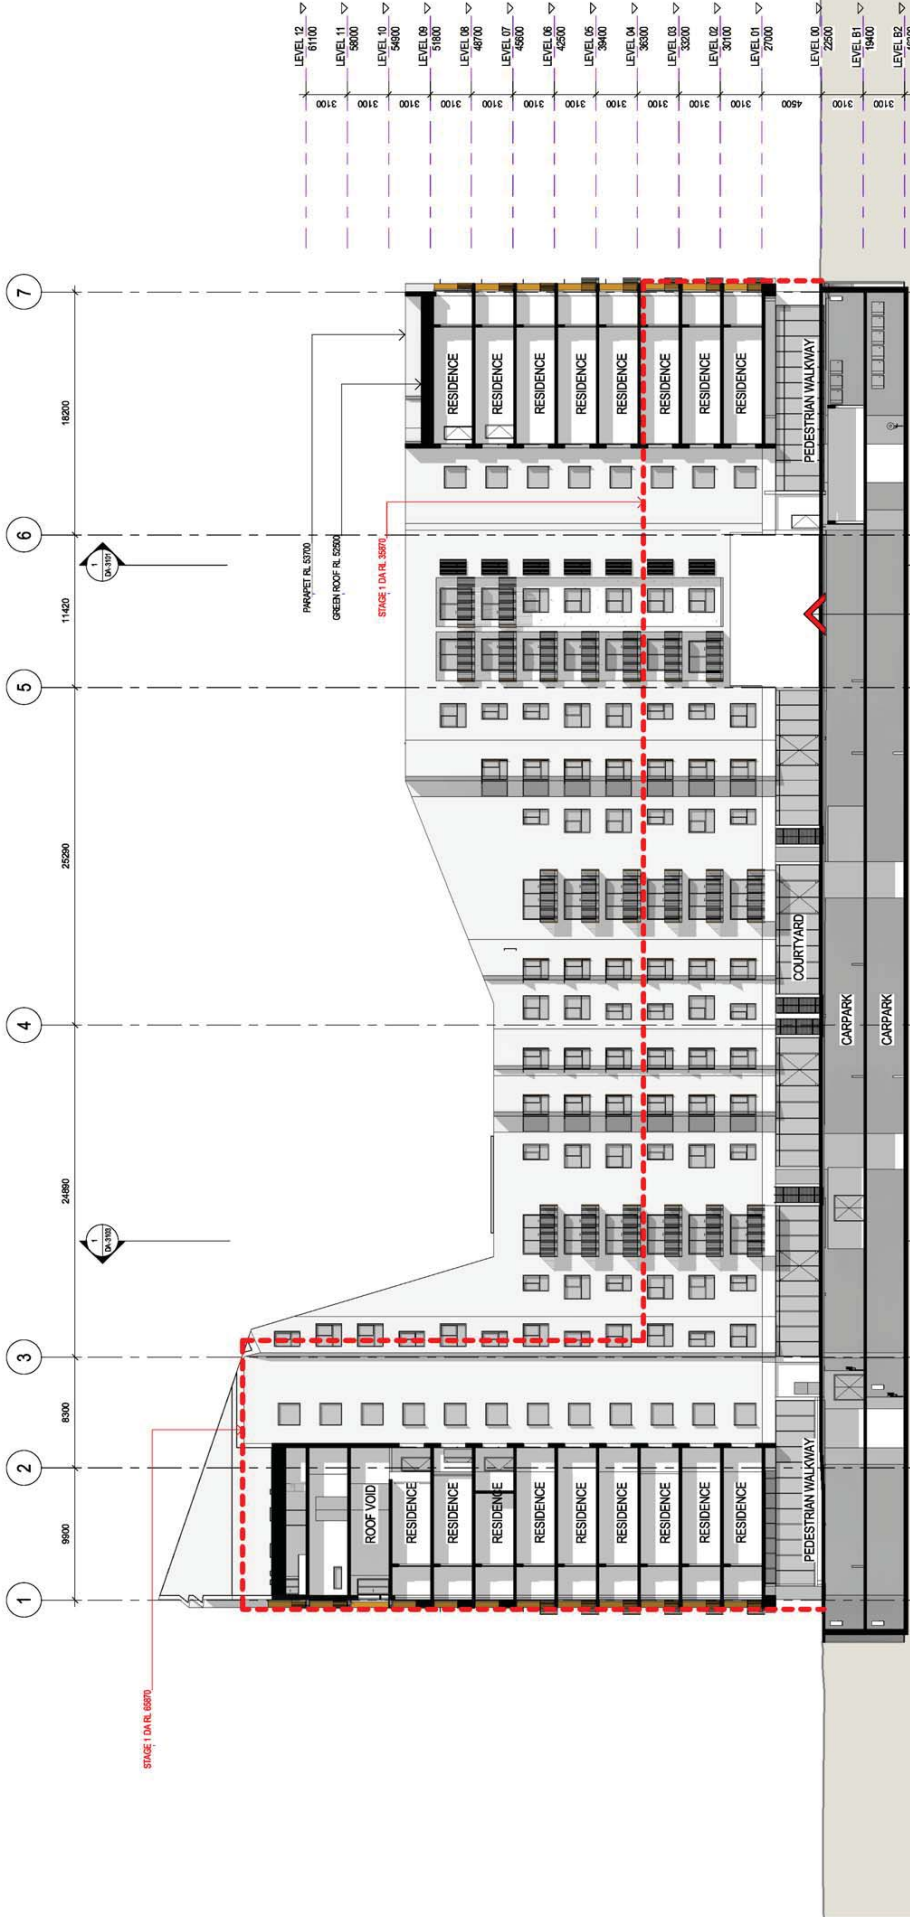 1
2
3
4
5
6
7
9900
8300
24890
25290
11420
18200
1
DA-3103
1
DA-3101
STAGE 1 DA RL 65870
PARAPET RL 53700
GREEN ROOF RL 52500
STAGE 1 DA RL 35870
LEVEL 12
61100
3100
LEVEL 11
58000
3100
LEVEL 10
54900
3100
LEVEL 09
51800
3100
LEVEL 08
48700
3100
LEVEL 07
45600
3100
LEVEL 06
42500
3100
LEVEL 05
39400
3100
LEVEL 04
36300
3100
LEVEL 03
33200
3100
LEVEL 02
30100
3100
LEVEL 01
27000
4500
LEVEL 00
22500
3100
LEVEL B1
19400
3100
LEVEL B2
ROOF VOID
RESIDENCE
RESIDENCE
RESIDENCE
RESIDENCE
RESIDENCE
RESIDENCE
RESIDENCE
RESIDENCE
RESIDENCE
PEDESTRIAN WALKWAY
RESIDENCE
RESIDENCE
RESIDENCE
RESIDENCE
RESIDENCE
RESIDENCE
RESIDENCE
RESIDENCE
PEDESTRIAN WALKWAY
COURTYARD
CARPARK
CARPARK